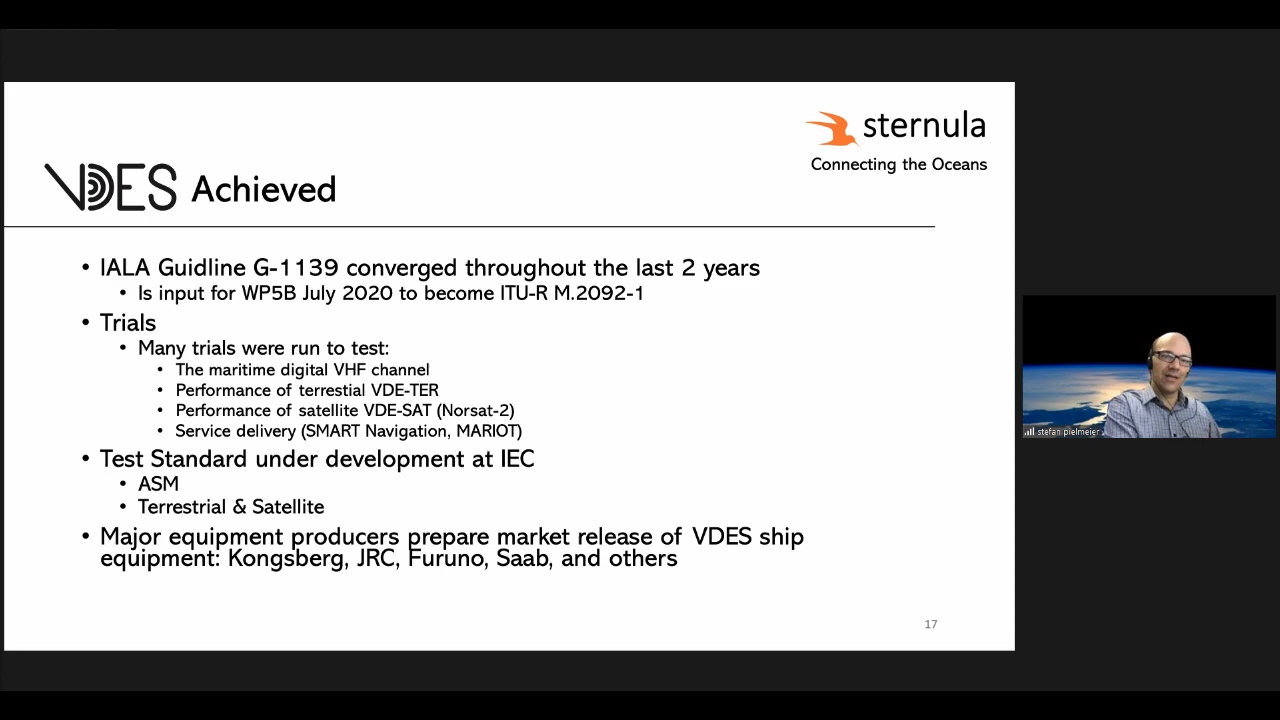 sternula
Connecting the Oceans
VDES Achieved
• IALA Guidline G-1139 converged throughout the last 2 years
• Is input for WP5B July 2020 to become ITU-R M.2092-1
• Trials
• Many trials were run to test:
• The maritime digital VHF channel
• Performance of terrestial VDE-TER
• Performance of satellite VDE-SAT (Norsat-2)
• Service delivery (SMART Navigation, MARIOT)
• Test Standard under development at IEC
• ASM
• Terrestrial & Satellite
• Major equipment producers prepare market release of VDES ship
equipment: Kongsberg, JRC, Furuno, Saab, and others
17
stefan pielmeier